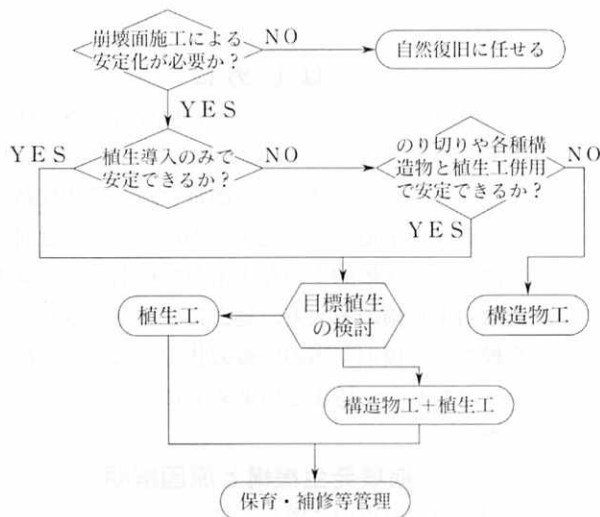 崩壊面施工による
安定化が必要か?
NO
自然復旧に任せる
YES
YES
植生導入のみで
安定できるか?
NO
のり切りや各種構
造物と植生工併用
で安定できるか?
NO
YES
植生工
目標植生
の検討
構造物工
構造物工+植生工
保育・補修等管理